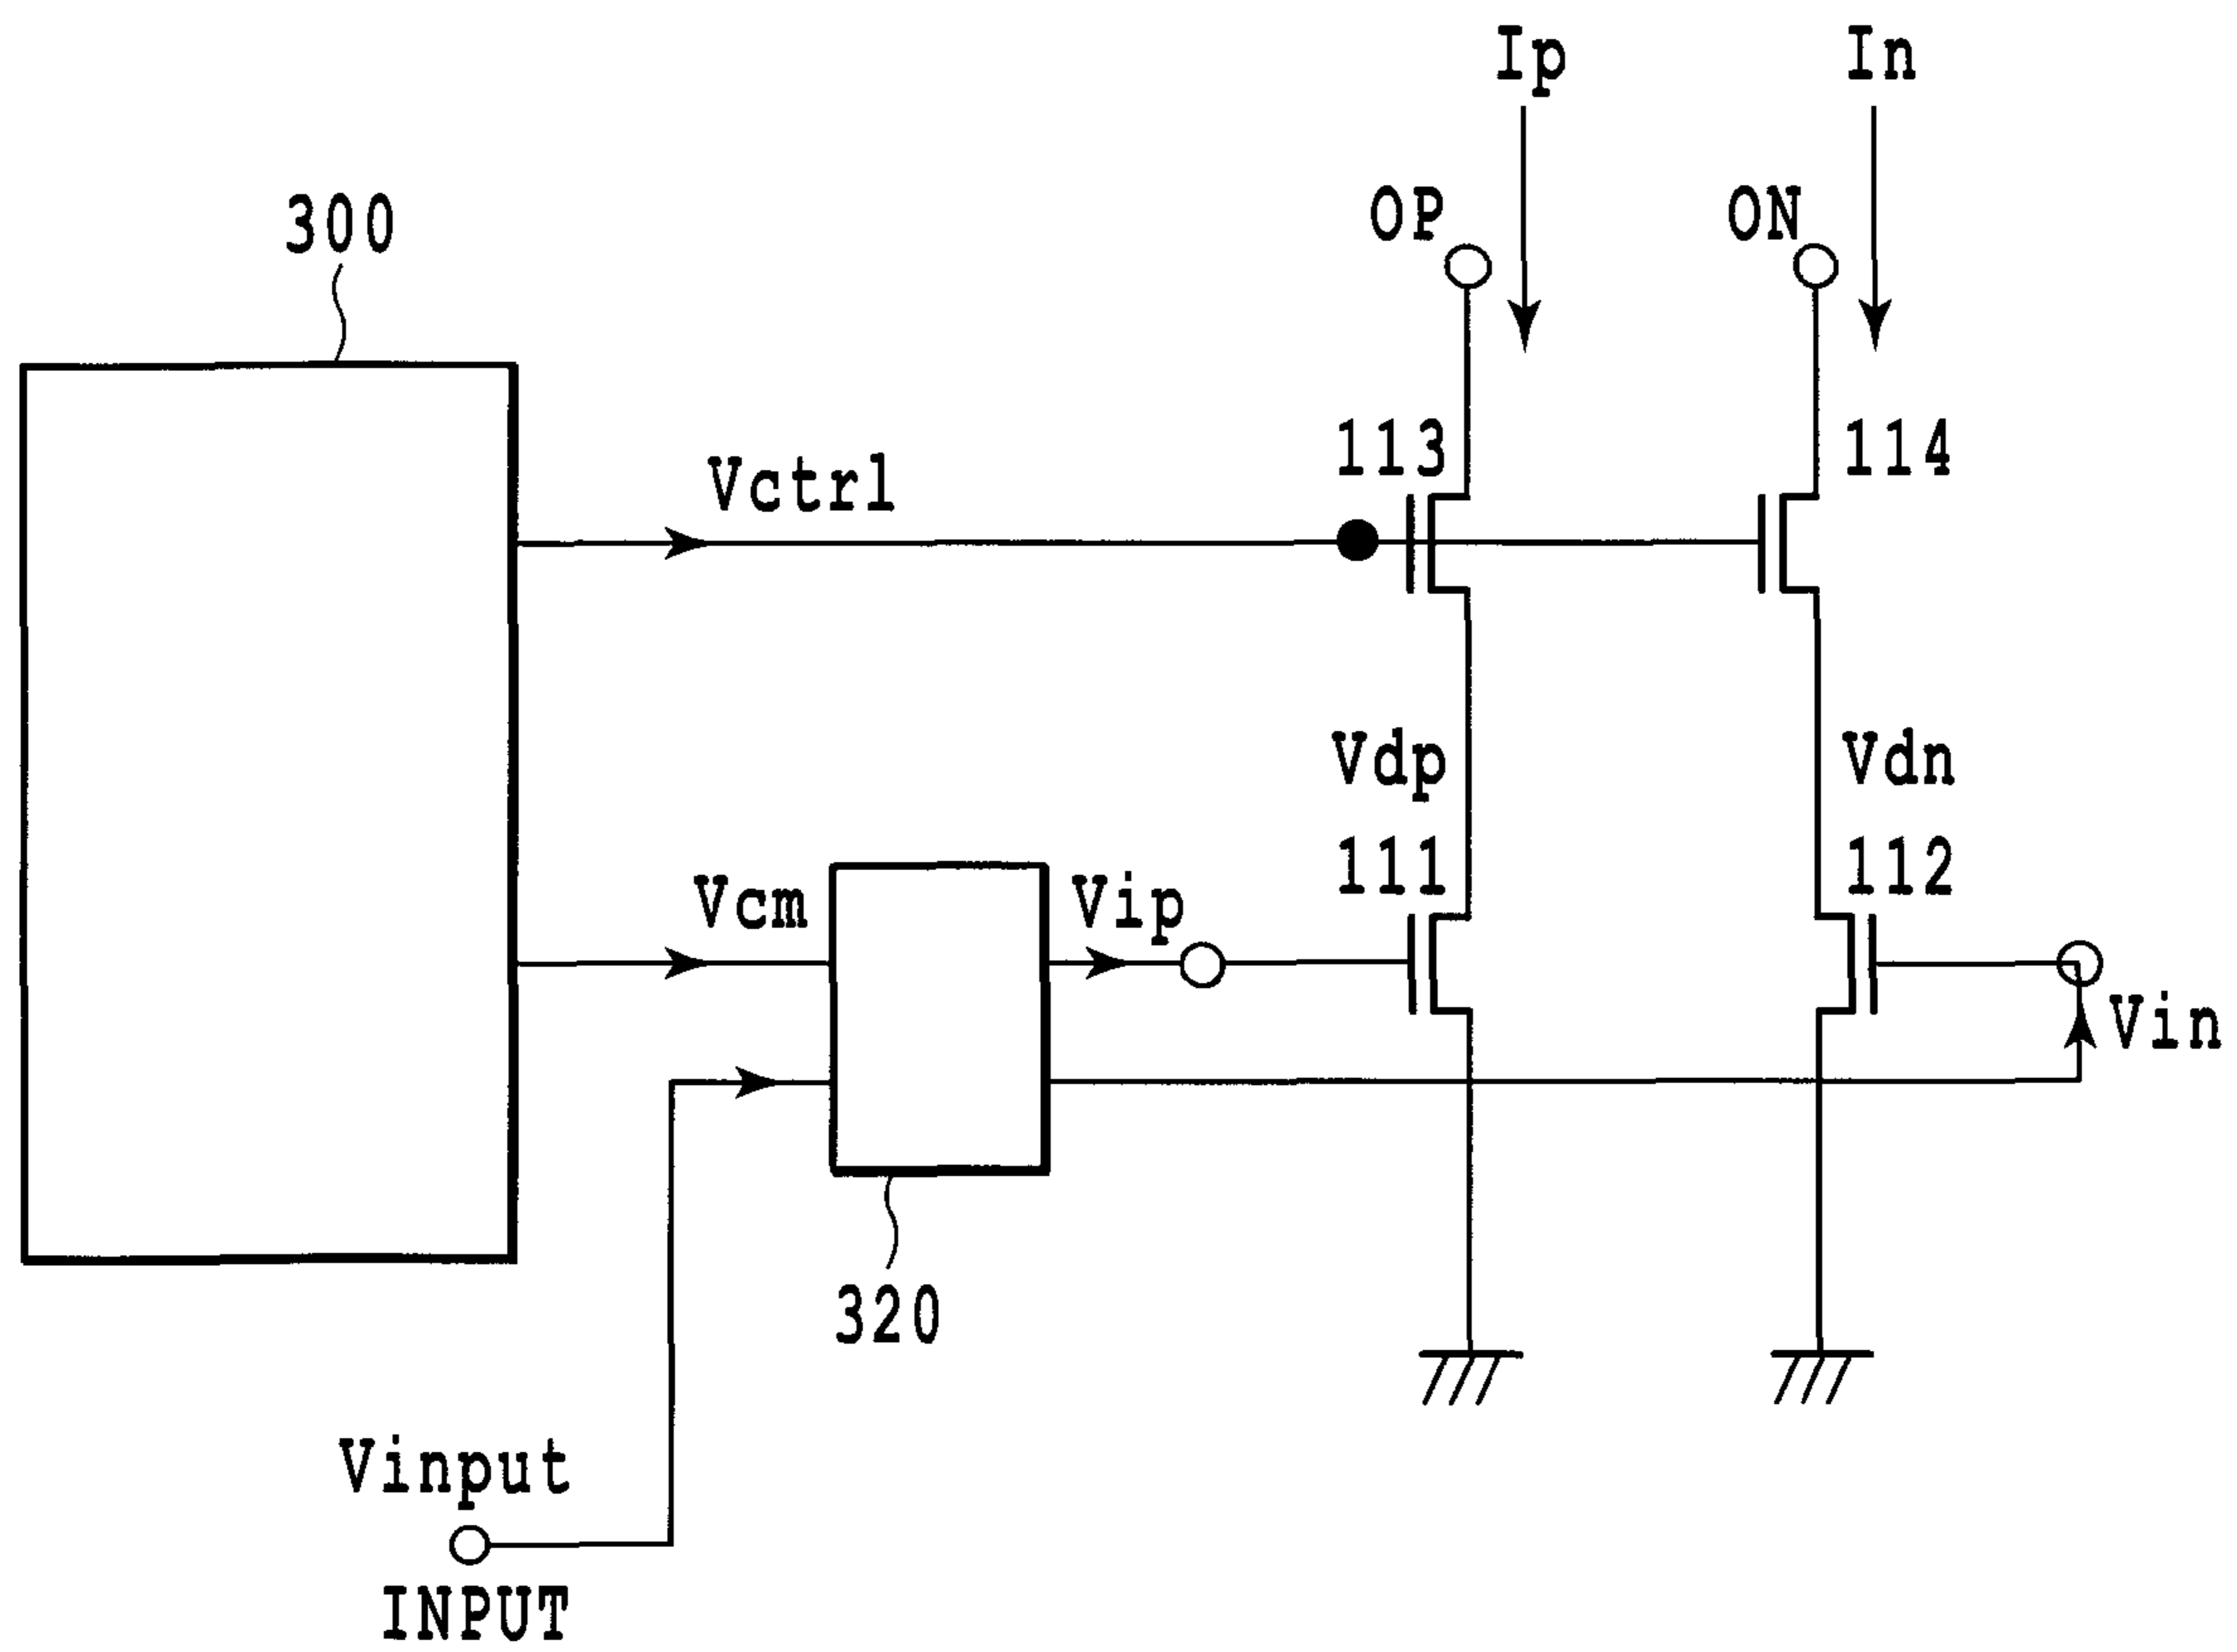 Ip
In
OP
ON
300
113
114
Vctrl
Vdp
Vdn
111
112
Vcm
Vip
Vin
320
Vinput
INPUT